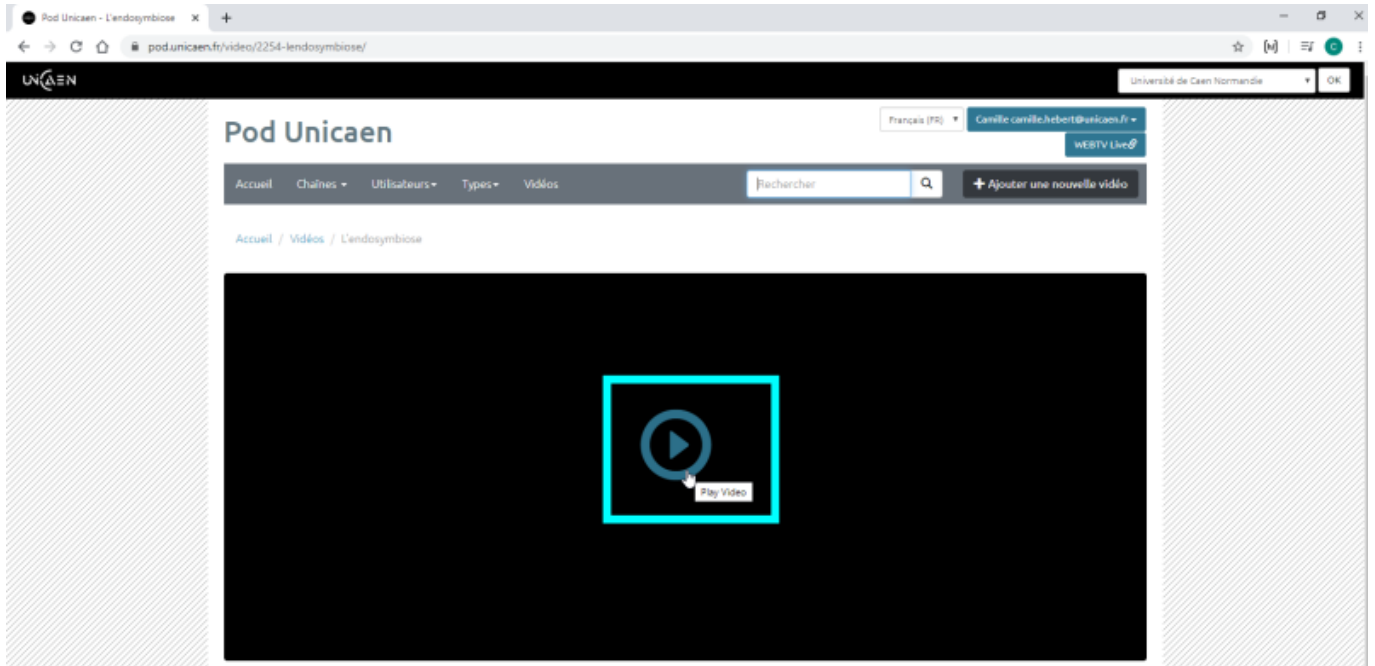 Pod Unicaen - L'endosymbiose
pod.unicaen.fr/video/2254-lendosymbiose/
UNICAEN
Université de Caen Normandie
OK
Pod Unicaen
Français (FR)
Camille camille.hebert@unicaen.fr
WEBTV Live
Accueil Chaînes Utilisateurs Types Vidéos Rechercher + Ajouter une nouvelle vidéo
Accueil / Vidéos / L'endosymbiose
Play Video